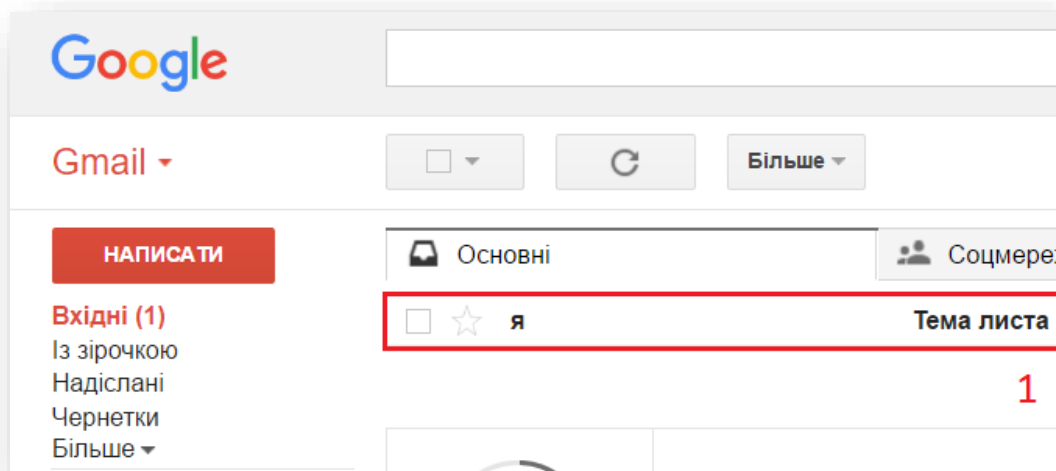 Google
Gmail
Більше
НАПИСАТИ
Основні
Соцмереж
Вхідні (1)
я
Тема листа
Із зірочкою
Надіслані
1
Чернетки
Більше